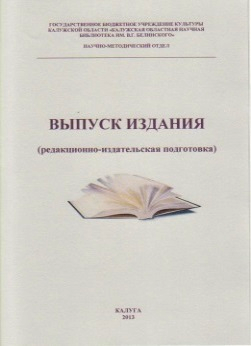 ГОСУДАРСТВЕННОЕ БЮДЖЕТНОЕ УЧРЕЖДЕНИЕ КУЛЬТУРЫ
КАЛУЖСКОЙ ОБЛАСТИ «КАЛУЖСКАЯ ОБЛАСТНАЯ НАУЧНАЯ
БИБЛИОТЕКА ИМ. В.Г. БЕЛИНСКОГО»
НАУЧНО-МЕТОДИЧЕСКИЙ ОТДЕЛ
ВЫПУСК ИЗДАНИЯ
(редакционно-издательская подготовка)
КАЛУГА
2013